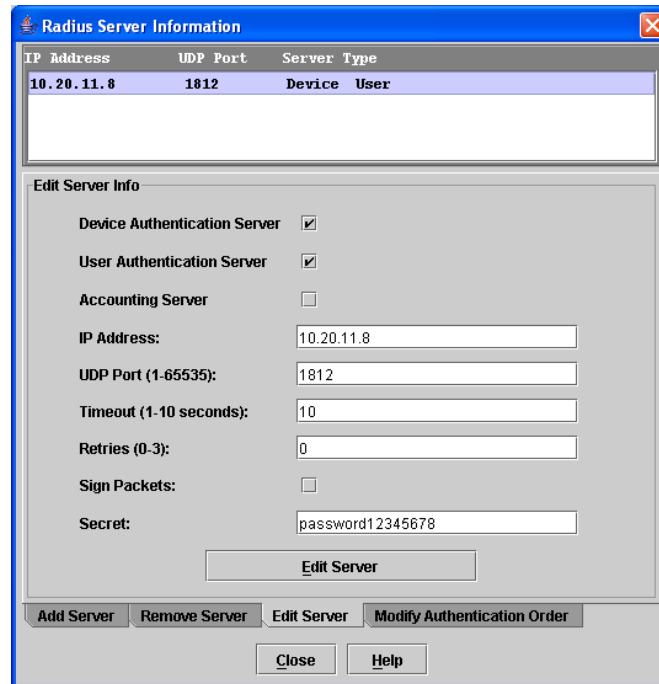 Radius Server Information
IP Address UDP Port Server Type
10.20.11.8 1812 Device User
Edit Server Info
Device Authentication Server
User Authentication Server
Accounting Server
IP Address: 10.20.11.8
UDP Port (1-65535): 1812
Timeout (1-10 seconds): 10
Retries (0-3): 0
Sign Packets:
Secret: password12345678
Edit Server
Add Server Remove Server Edit Server Modify Authentication Order
Close Help